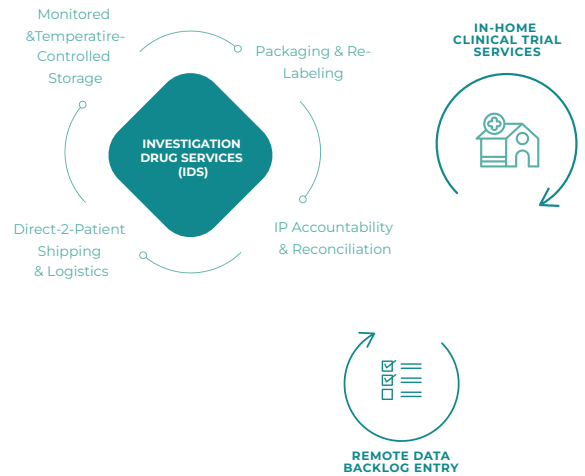 Monitored
&Temperatire-
Controlled
Storage
Packaging & Re-
Labeling
INVESTIGATION
DRUG SERVICES
(IDS)
Direct-2-Patient
Shipping
& Logistics
IP Accountability
& Reconciliation
IN-HOME
CLINICAL TRIAL
SERVICES
REMOTE DATA
BACKLOG ENTRY